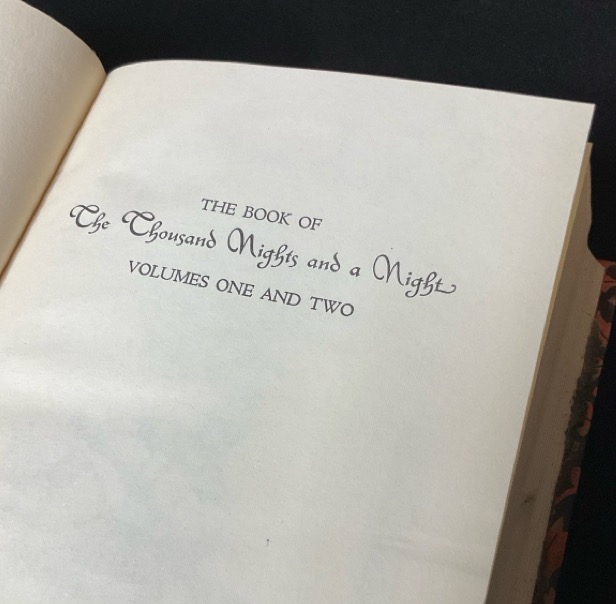 THE BOOK OF
The Thousand Nights and a Night
VOLUMES ONE AND TWO